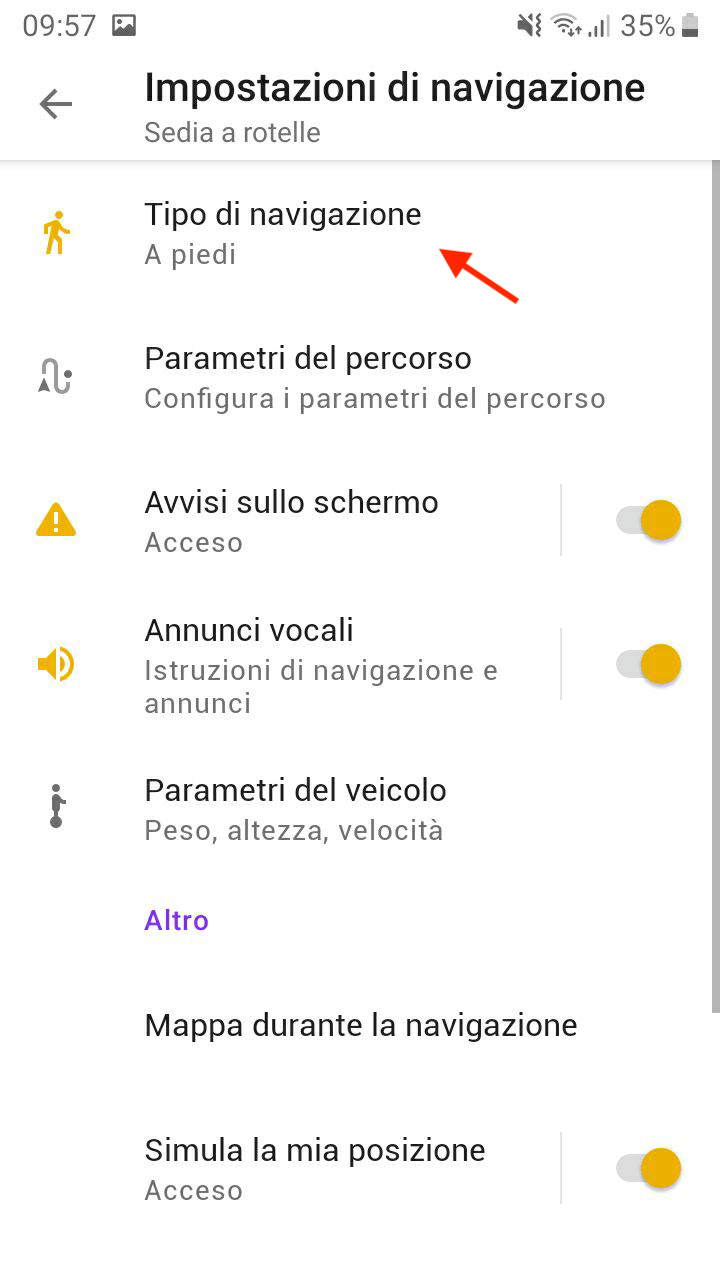 09:57
35%
Impostazioni di navigazione
Sedia a rotelle
Tipo di navigazione
A piedi
Parametri del percorso
Configura i parametri del percorso
Avvisi sullo schermo
Acceso
Annunci vocali
Istruzioni di navigazione e
annunci
Parametri del veicolo
Peso, altezza, velocità
Altro
Mappa durante la navigazione
Simula la mia posizione
Acceso